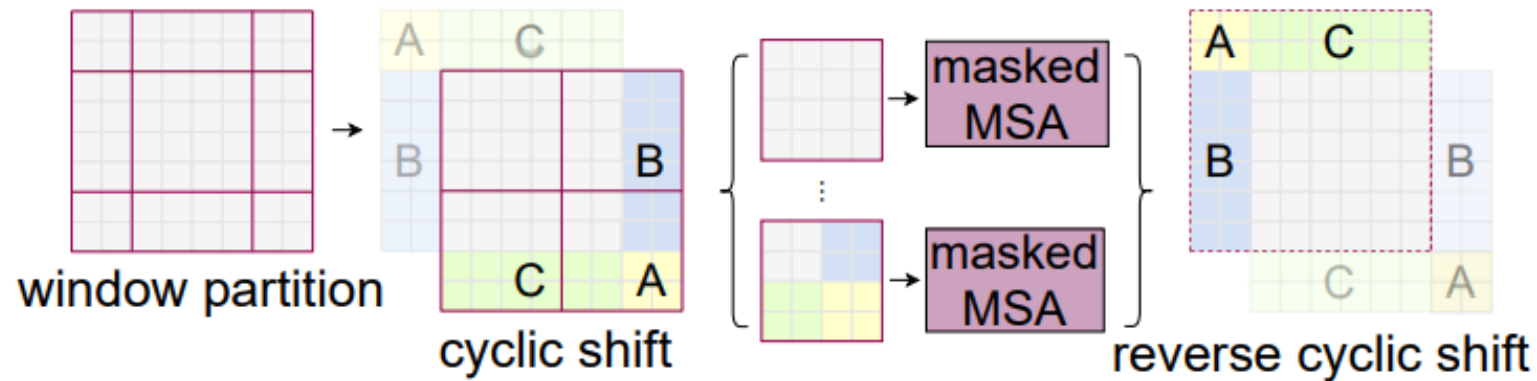 A C
B B
C A
window partition
cyclic shift
masked
MSA
⋮
masked
MSA
A C
B B
C A
reverse cyclic shift